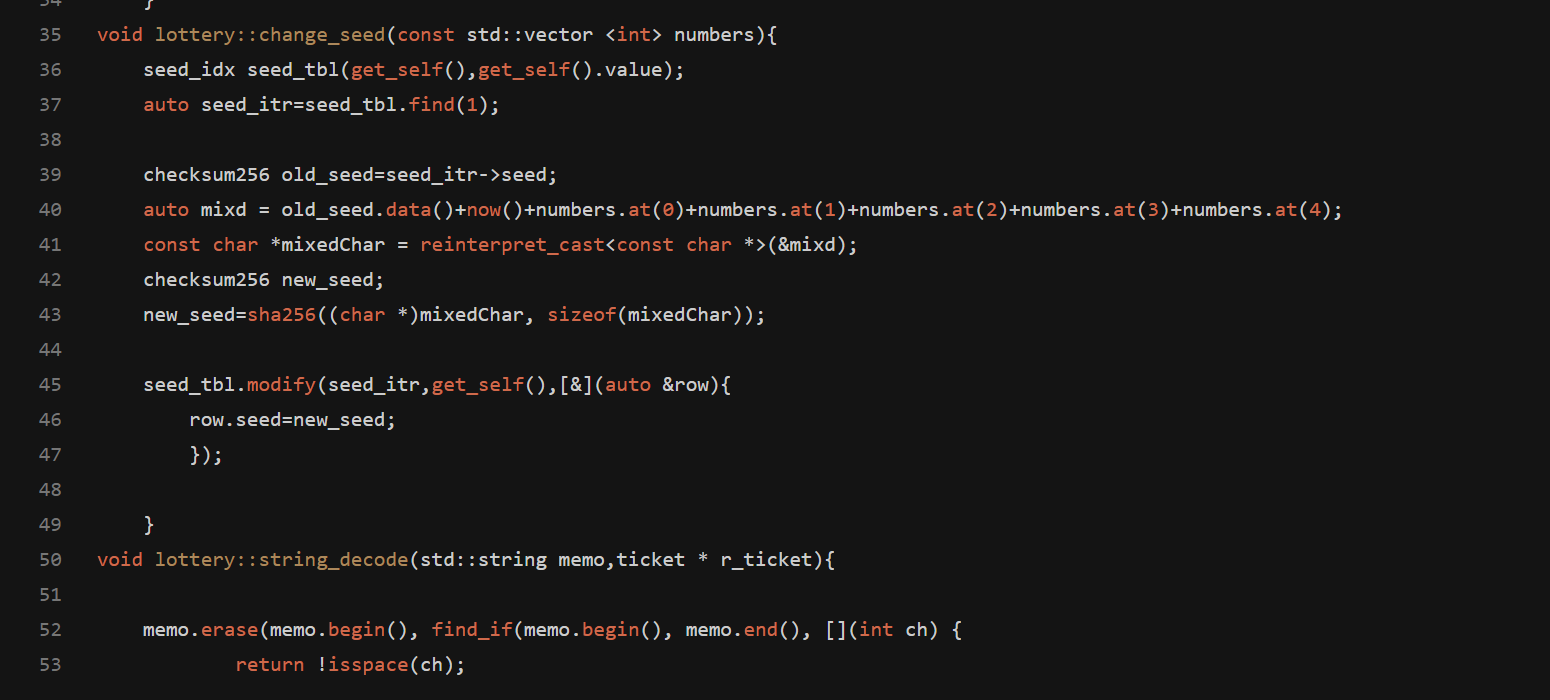 34    }
35 void lottery::change_seed(const std::vector <int> numbers){
36     seed_idx seed_tbl(get_self(),get_self().value);
37     auto seed_itr=seed_tbl.find(1);
38
39     checksum256 old_seed=seed_itr->seed;
40     auto mixd = old_seed.data()+now()+numbers.at(0)+numbers.at(1)+numbers.at(2)+numbers.at(3)+numbers.at(4);
41     const char *mixedChar = reinterpret_cast<const char *>(&mixd);
42     checksum256 new_seed;
43     new_seed=sha256((char *)mixedChar, sizeof(mixedChar));
44
45     seed_tbl.modify(seed_itr,get_self(),[&](auto &row){
46         row.seed=new_seed;
47         });
48
49     }
50 void lottery::string_decode(std::string memo,ticket * r_ticket){
51
52     memo.erase(memo.begin(), find_if(memo.begin(), memo.end(), [](int ch) {
53             return !isspace(ch);